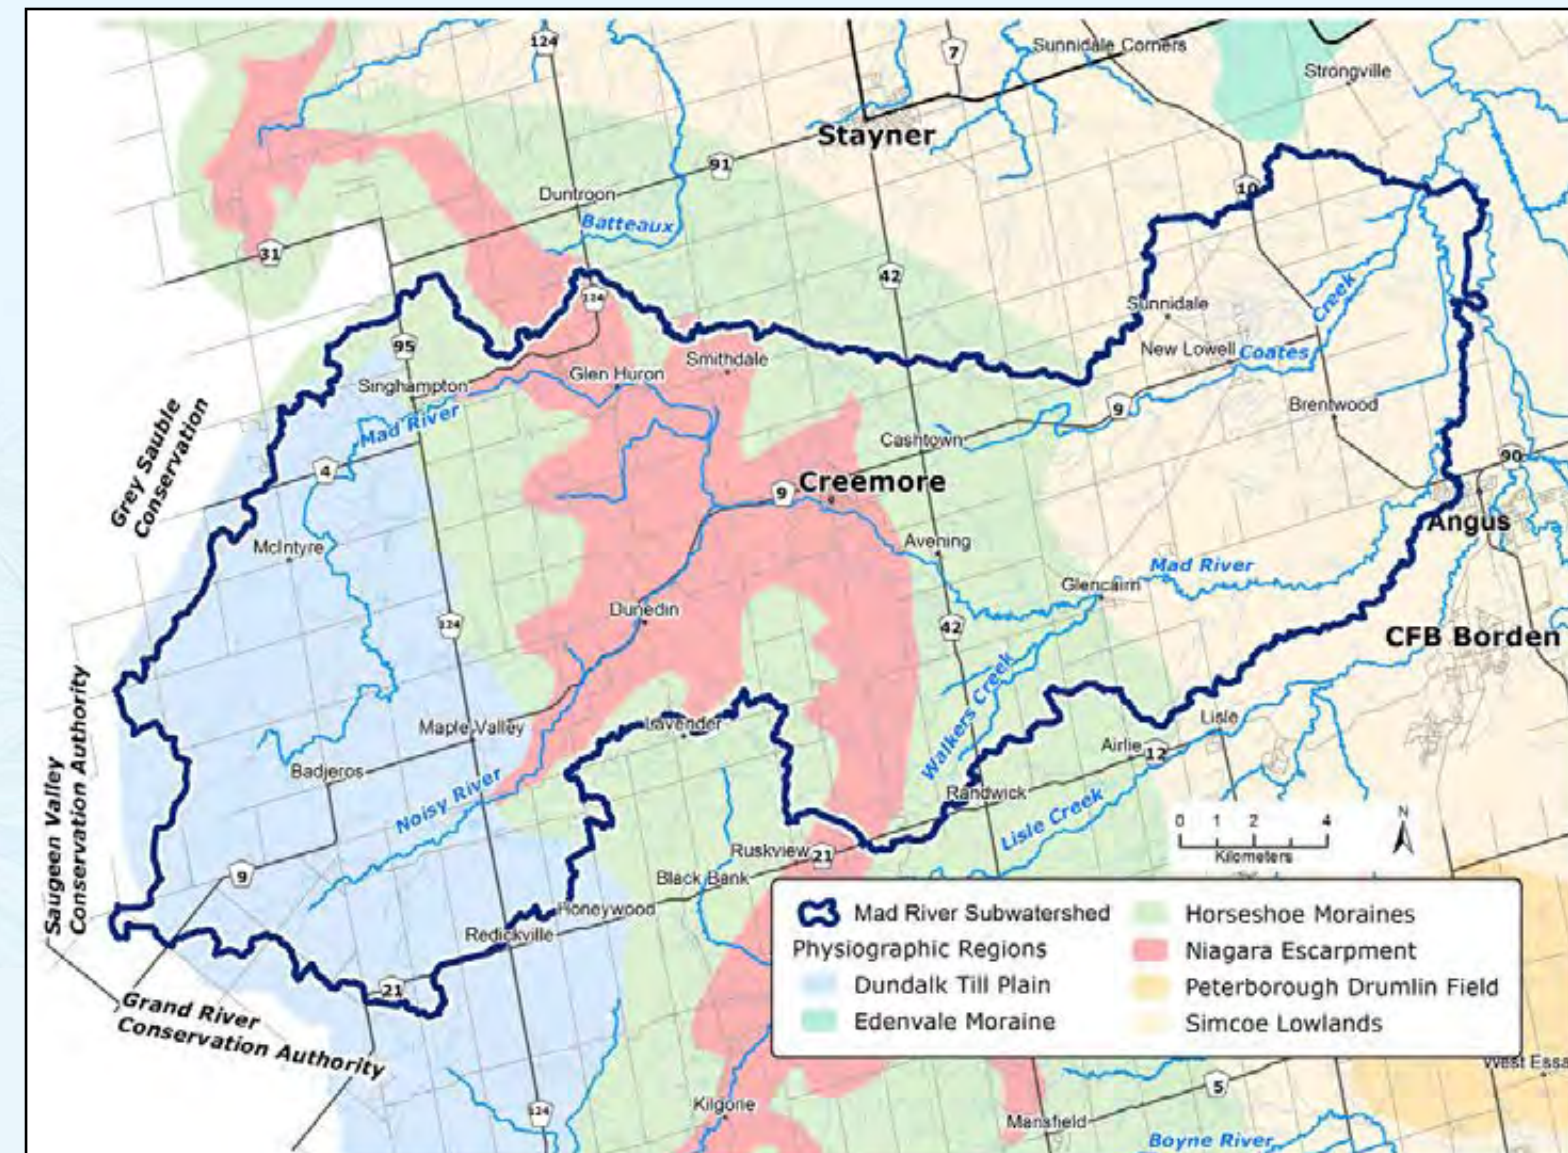 124
7
Sunnidale Corners
Strongville
Stayner
91
Duntroon
10
Batteaux
31
42
124
Sunnidale
Creek
95
Smithdale
New Lowell
Coates
Singhampton
Glen Huron
Mad River
9
Brentwood
Grey Sauble
Conservation
4
Cashtown
90
9
Creemore
Angus
McIntyre
Avening
Mad River
Glencairn
124
Dunedin
42
CFB Borden
Saugeen Valley
Conservation Authority
Maple Valley
Lavender
Walkers Creek
Lisle
Airlie
12
Badjeros
Noisy River
Randwick
Lisle Creek
0 1 2 4
Kilometers
N
Ruskview
21
9
Black Bank
Honeywood
Redickville
21
Grand River
Conservation Authority
Mad River Subwatershed
Physiographic Regions
Dundalk Till Plain
Edenvale Moraine
Horseshoe Moraines
Niagara Escarpment
Peterborough Drumlin Field
Simcoe Lowlands
West Essa
5
124
Kilgorie
Mansfield
Boyne River